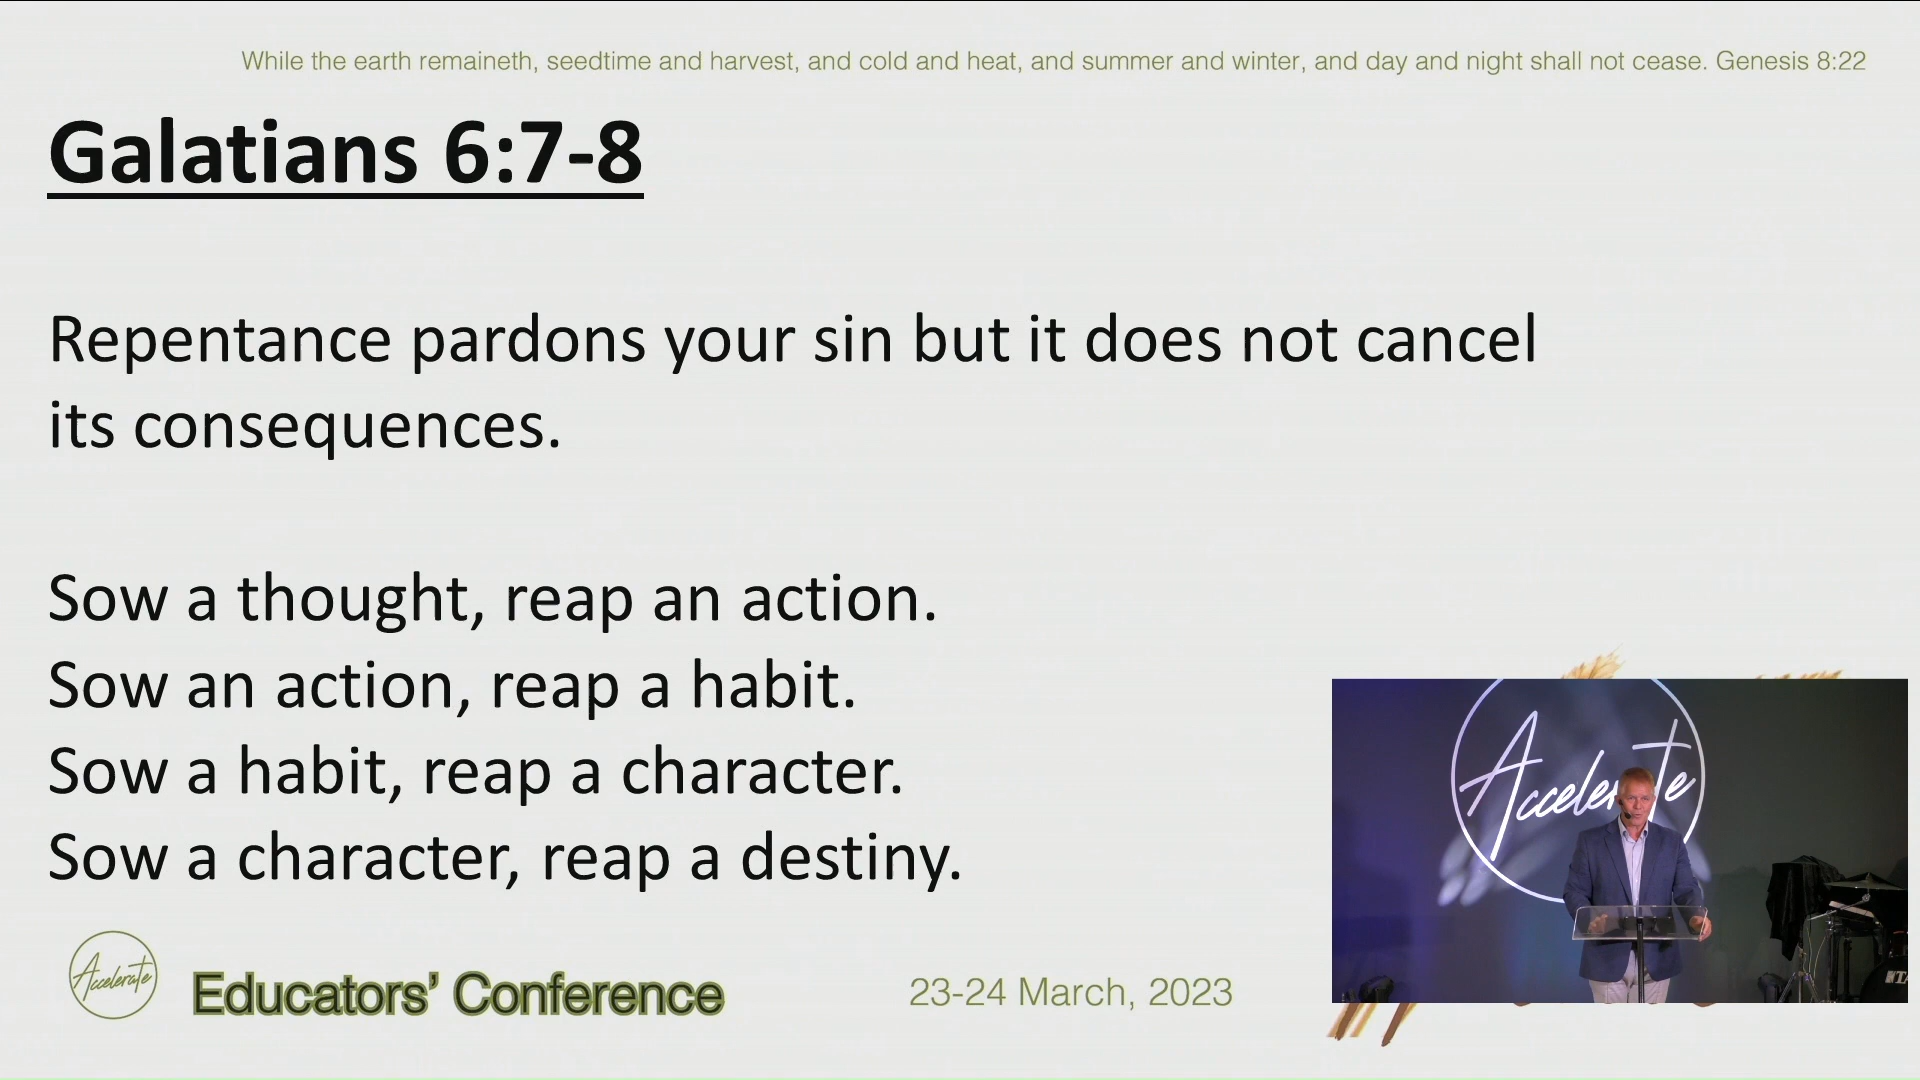 While the earth remaineth, seedtime and harvest, and cold and heat, and summer and winter, and day and night shall not cease. Genesis 8:22
Galatians 6:7-8
Repentance pardons your sin but it does not cancel
its consequences.
Sow a thought, reap an action.
Sow an action, reap a habit.
Sow a habit, reap a character.
Sow a character, reap a destiny.
Accelerate
Accelerate
Educators’ Conference
23-24 March, 2023